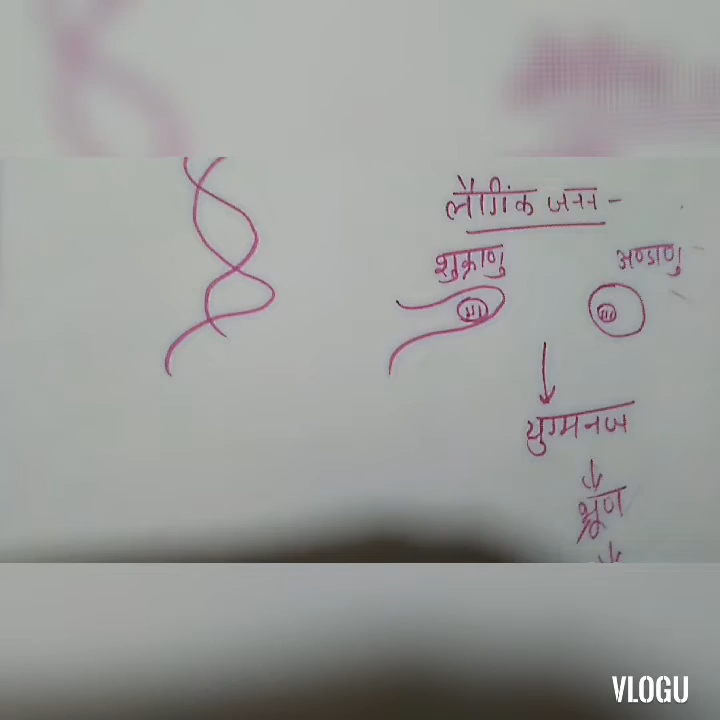 लैगिंक जनन -
शुक्राणु
अण्डाणु
युग्मनज
भ्रूण
VLOGU